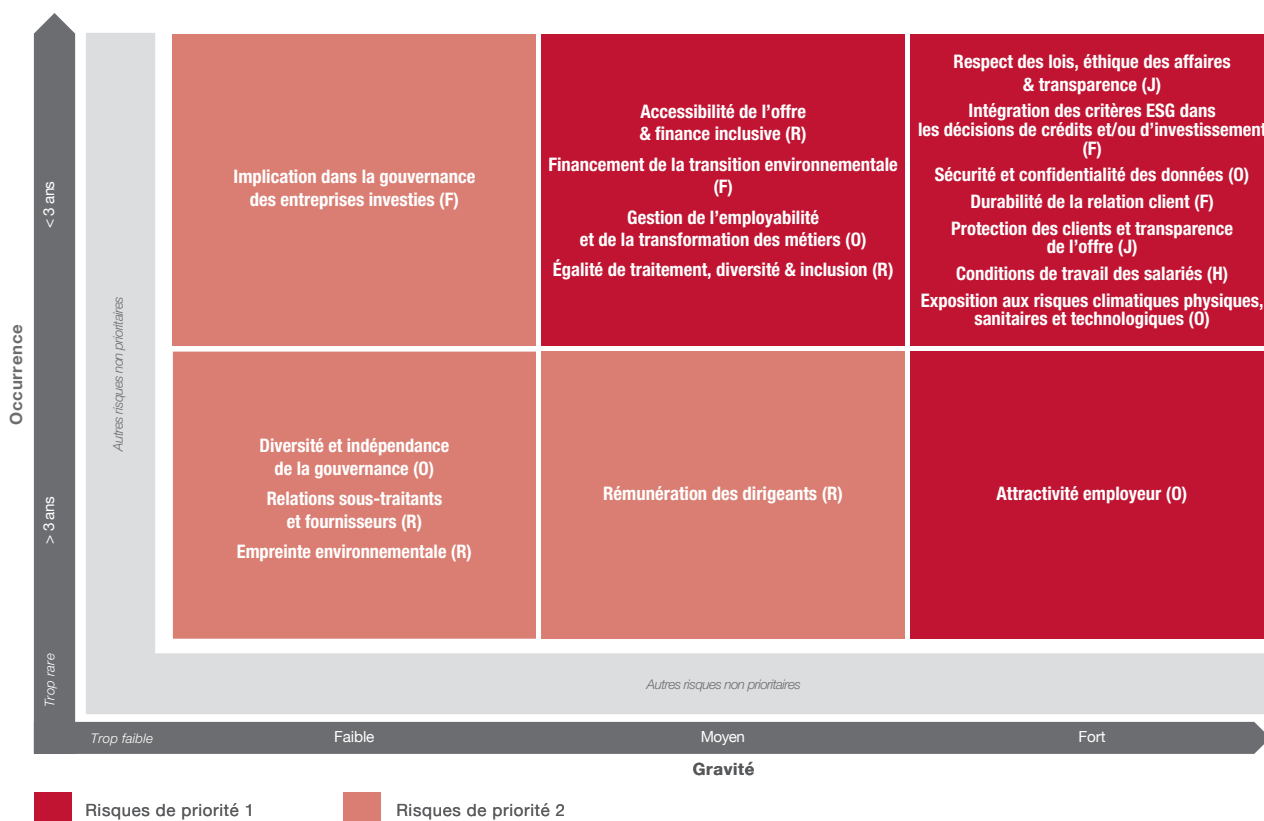 Occurrence
< 3 ans
> 3 ans
Trop rare
Autres risques non prioritaires
Implication dans la gouvernance
des entreprises investies (F)
Accessibilité de l’offre
& finance inclusive (R)
Financement de la transition environnementale
(F)
Gestion de l’employabilité
et de la transformation des métiers (O)
Égalité de traitement, diversité & inclusion (R)
Respect des lois, éthique des affaires
& transparence (J)
Intégration des critères ESG dans
les décisions de crédits et/ou d’investissement
(F)
Sécurité et confidentialité des données (O)
Durabilité de la relation client (F)
Protection des clients et transparence
de l’offre (J)
Conditions de travail des salariés (H)
Exposition aux risques climatiques physiques,
sanitaires et technologiques (O)
Diversité et indépendance
de la gouvernance (O)
Relations sous-traitants
et fournisseurs (R)
Empreinte environnementale (R)
Rémunération des dirigeants (R)
Attractivité employeur (O)
Autres risques non prioritaires
Trop faible
Faible
Moyen
Fort
Gravité
Risques de priorité 1
Risques de priorité 2